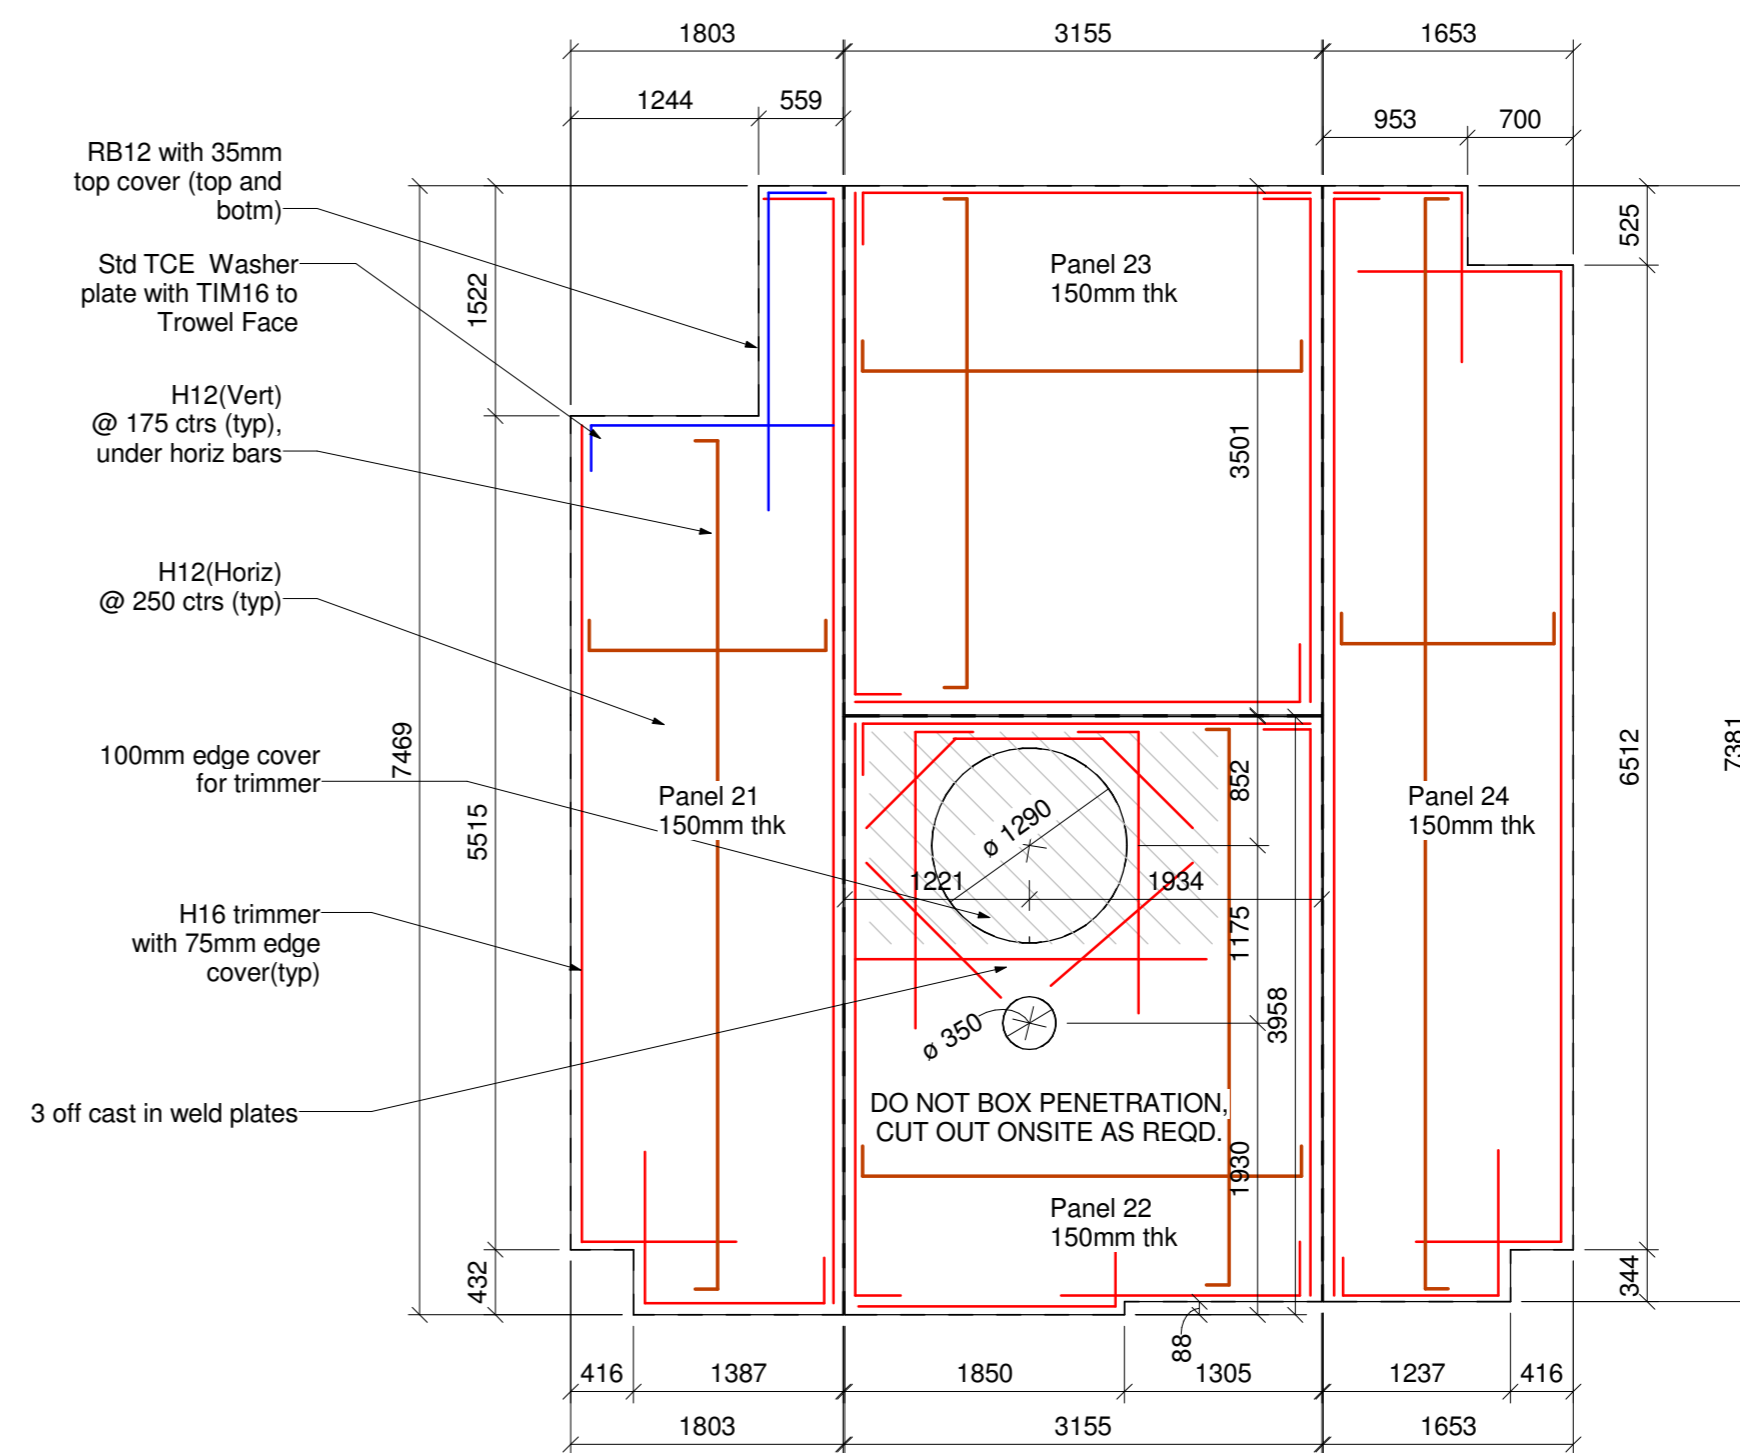 1803
3155
1653
1244
559
953
700
RB12 with 35mm
top cover (top and
botm)
Std TCE Washer
plate with TIM16 to
Trowel Face
H12(Vert)
@ 175 ctrs (typ),
under horiz bars
H12(Horiz)
@ 250 ctrs (typ)
100mm edge cover
for trimmer
H16 trimmer
with 75mm edge
cover(typ)
3 off cast in weld plates
7469
1522
5515
432
Panel 21
150mm thk
Panel 23
150mm thk
3501
852
ø 1290
1221
1934
1175
3958
ø 350
DO NOT BOX PENETRATION,
CUT OUT ONSITE AS REQD.
1930
Panel 22
150mm thk
88
Panel 24
150mm thk
525
6512
7381
344
416
1387
1850
1305
1237
416
1803
3155
1653